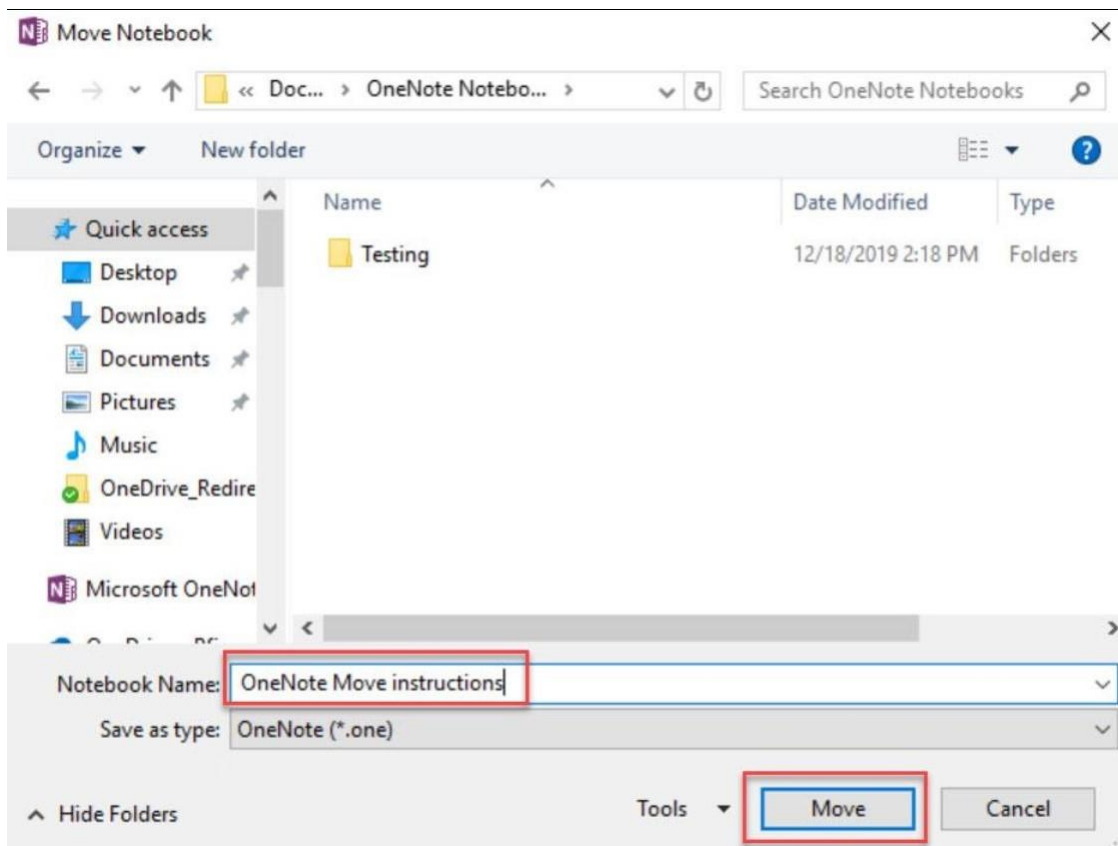 Move Notebook
« Doc... › OneNote Notebo... ›
Search OneNote Notebooks
Organize
New folder
Name
Date Modified
Type
Quick access
Desktop
Downloads
Documents
Pictures
Music
OneDrive_Redire
Videos
Microsoft OneNot
Testing
12/18/2019 2:18 PM
Folders
Notebook Name: OneNote Move instructions
Save as type: OneNote (*.one)
Hide Folders
Tools
Move
Cancel